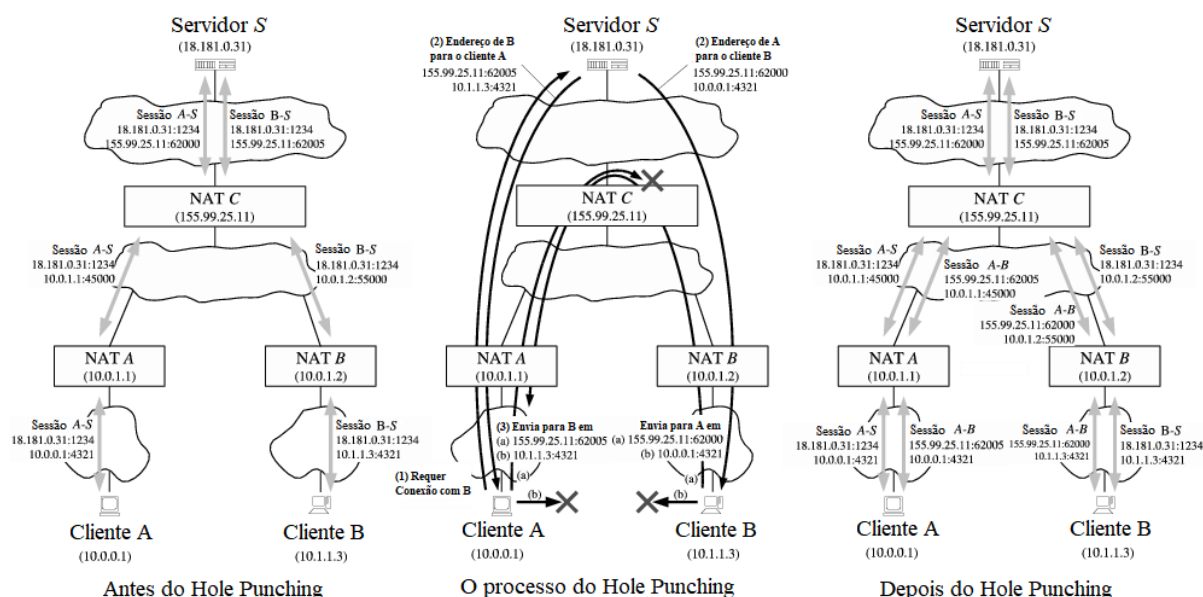 Servidor S
(18.181.0.31)
Sessão A-S
18.181.0.31:1234
155.99.25.11:62000
Sessão B-S
18.181.0.31:1234
155.99.25.11:62005
NAT C
(155.99.25.11)
Sessão A-S
18.181.0.31:1234
10.0.1.1:45000
Sessão B-S
18.181.0.31:1234
10.0.1.2:55000
NAT A
(10.0.1.1)
NAT B
(10.0.1.2)
Sessão A-S
18.181.0.31:1234
10.0.0.1:4321
Sessão B-S
18.181.0.31:1234
10.1.1.3:4321
Cliente A
(10.0.0.1)
Cliente B
(10.1.1.3)
Antes do Hole Punching
Servidor S
(18.181.0.31)
(2) Endereço de B
para o cliente A
155.99.25.11:62005
10.1.1.3:4321
(2) Endereço de A
para o cliente B
155.99.25.11:62000
10.0.0.1:4321
NAT C
(155.99.25.11)
NAT A
(10.0.1.1)
NAT B
(10.0.1.2)
(3) Envia para B em
(a) 155.99.25.11:62005
(b) 10.1.1.3:4321
Envia para A em
(a) 155.99.25.11:62000
(b) 10.0.0.1:4321
(1) Requer
Conexão com B
(a)
(b)
(a)
(b)
Cliente A
(10.0.0.1)
Cliente B
(10.1.1.3)
O processo do Hole Punching
Servidor S
(18.181.0.31)
Sessão A-S
18.181.0.31:1234
155.99.25.11:62000
Sessão B-S
18.181.0.31:1234
155.99.25.11:62005
NAT C
(155.99.25.11)
Sessão A-S
18.181.0.31:1234
10.0.1.1:45000
Sessão A-B
155.99.25.11:62005
10.0.1.1:45000
Sessão B-S
18.181.0.31:1234
10.0.1.2:55000
Sessão A-B
155.99.25.11:62000
10.0.1.2:55000
NAT A
(10.0.1.1)
NAT B
(10.0.1.2)
Sessão A-S
18.181.0.31:1234
10.0.0.1:4321
Sessão A-B
155.99.25.11:62005
10.0.0.1:4321
Sessão A-B
155.99.25.11:62000
10.1.1.3:4321
Sessão B-S
18.181.0.31:1234
10.1.1.3:4321
Cliente A
(10.0.0.1)
Cliente B
(10.1.1.3)
Depois do Hole Punching